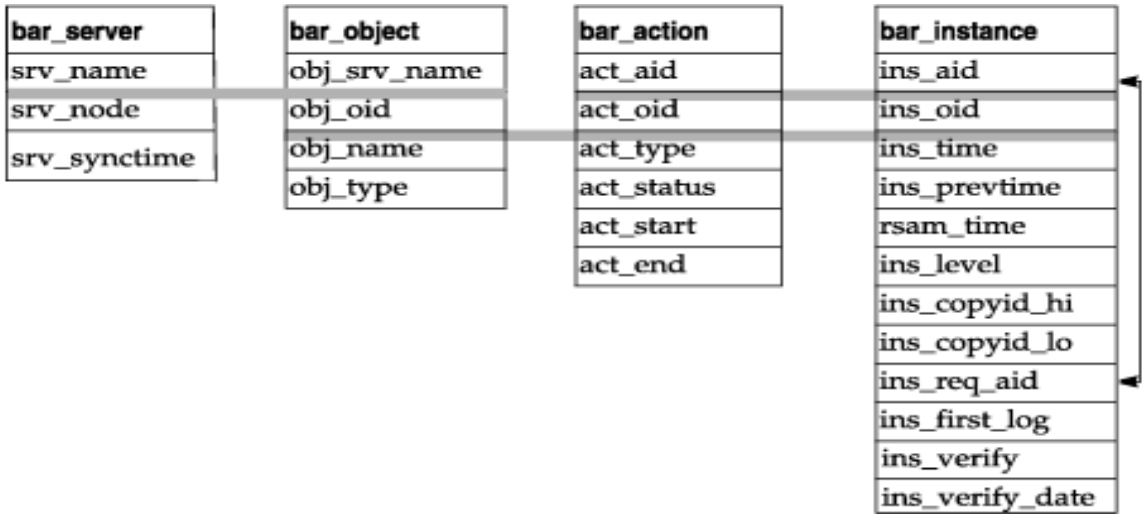 bar_server
srv_name
srv_node
srv_synctime
bar_object
obj_srv_name
obj_oid
obj_name
obj_type
bar_action
act_aid
act_oid
act_type
act_status
act_start
act_end
bar_instance
ins_aid
ins_oid
ins_time
ins_prevtime
rsam_time
ins_level
ins_copyid_hi
ins_copyid_lo
ins_req_aid
ins_first_log
ins_verify
ins_verify_date